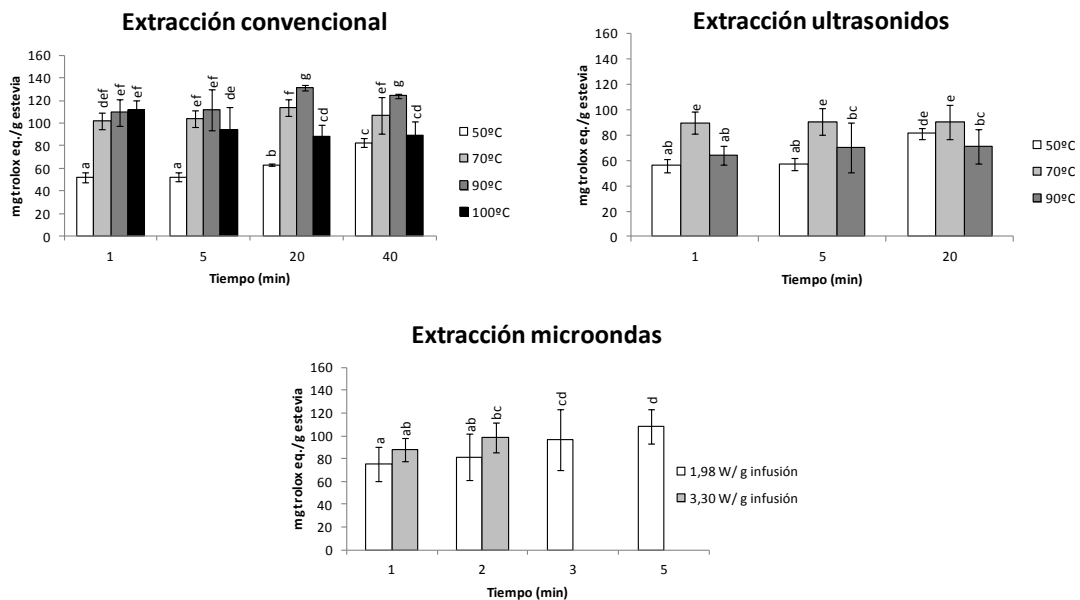 Extracción convencional
mg trolox eq./g estevia
160
140
120
100
80
60
40
20
0
a
def
ef
ef
a
ef
ef
de
b
f
g
cd
c
ef
g
cd
1
5
20
40
Tiempo (min)
50ºC
70ºC
90ºC
100ºC
Extracción ultrasonidos
mg trolox eq./g estevia
160
140
120
100
80
60
40
20
0
ab
e
ab
ab
e
bc
de
e
bc
1
5
20
Tiempo (min)
50ºC
70ºC
90ºC
Extracción microondas
mg trolox eq./g estevia
160
140
120
100
80
60
40
20
0
a
ab
ab
bc
cd
d
1
2
3
5
Tiempo (min)
1,98 W/ g infusión
3,30 W/ g infusión